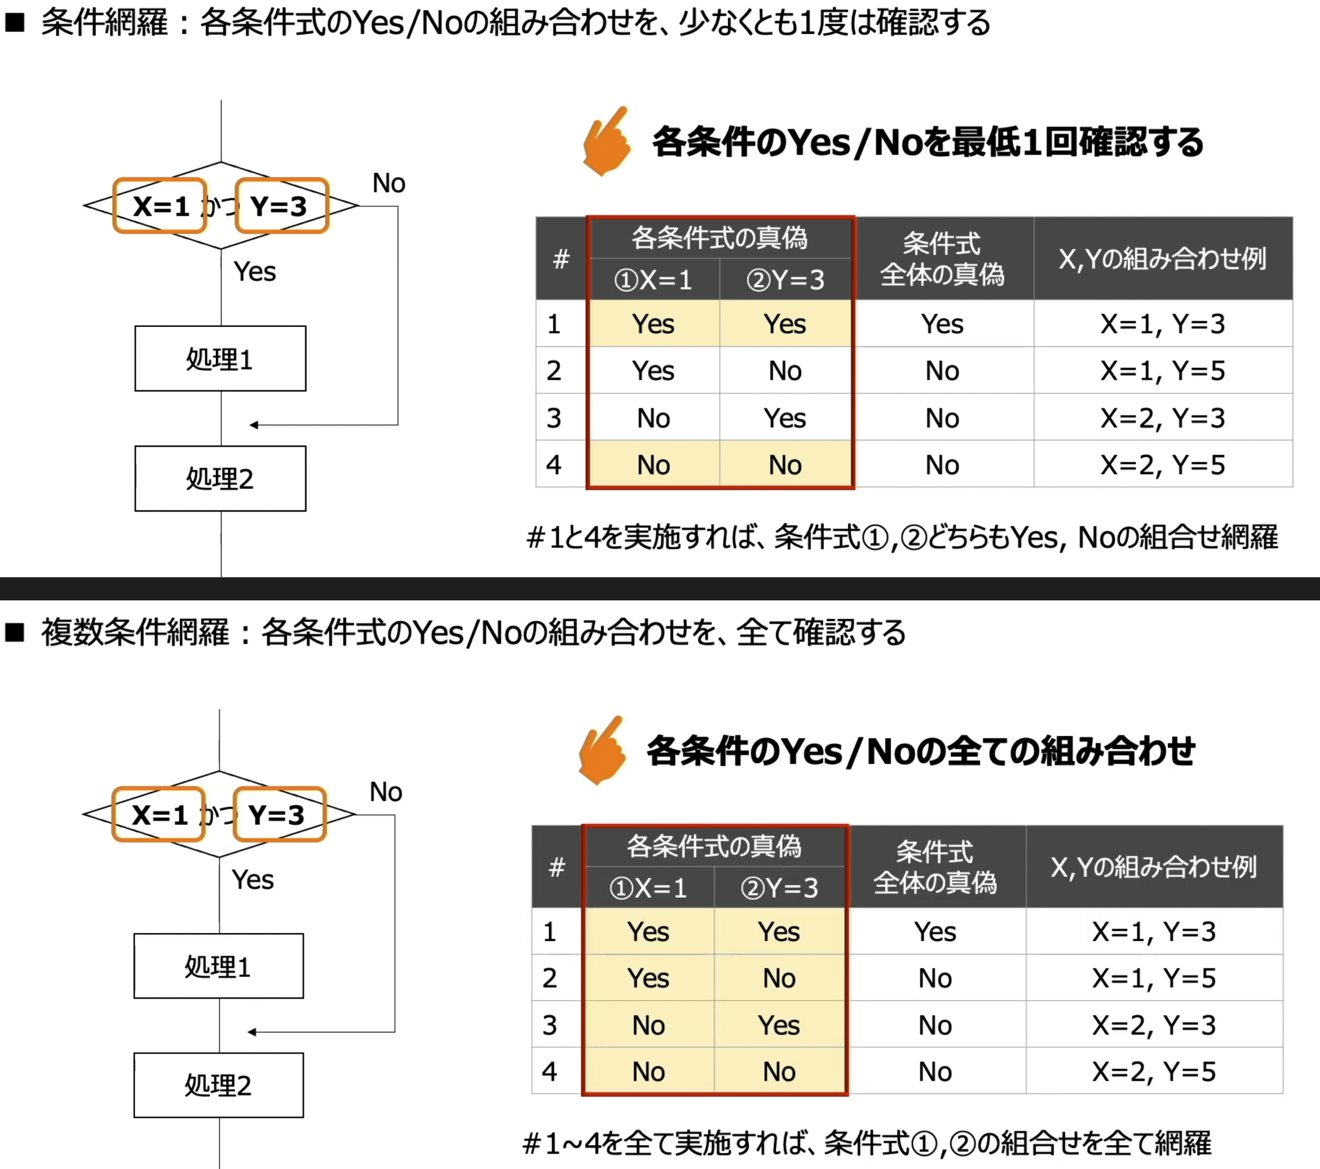 ■ 条件網羅：各条件式のYes/Noの組み合わせを、少なくとも1度は確認する
各条件のYes/Noを最低1回確認する
X=1 かつ Y=3
No
Yes
処理1
処理2
# 各条件式の真偽 条件式全体の真偽 X,Yの組み合わせ例
①X=1 ②Y=3
1 Yes Yes Yes X=1, Y=3
2 Yes No No X=1, Y=5
3 No Yes No X=2, Y=3
4 No No No X=2, Y=5
#1と4を実施すれば、条件式①,②どちらもYes, Noの組合せ網羅
■ 複数条件網羅：各条件式のYes/Noの組み合わせを、全て確認する
各条件のYes/Noの全ての組み合わせ
X=1 かつ Y=3
No
Yes
処理1
処理2
# 各条件式の真偽 条件式全体の真偽 X,Yの組み合わせ例
①X=1 ②Y=3
1 Yes Yes Yes X=1, Y=3
2 Yes No No X=1, Y=5
3 No Yes No X=2, Y=3
4 No No No X=2, Y=5
#1~4を全て実施すれば、条件式①,②の組合せを全て網羅